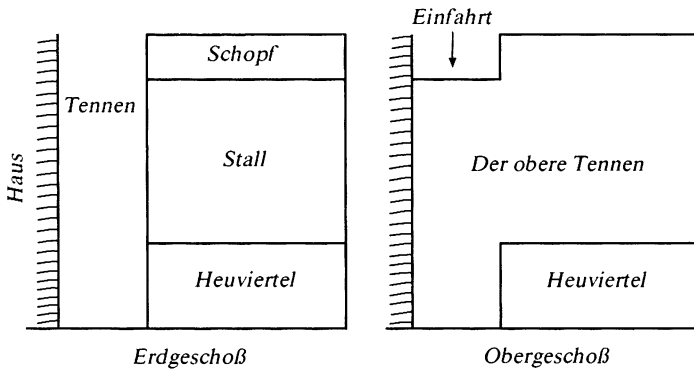 Einfahrt
Schopf
Tennen
Haus
Stall
Der obere Tennen
Heuviertel
Heuviertel
Erdgeschoß
Obergeschoß